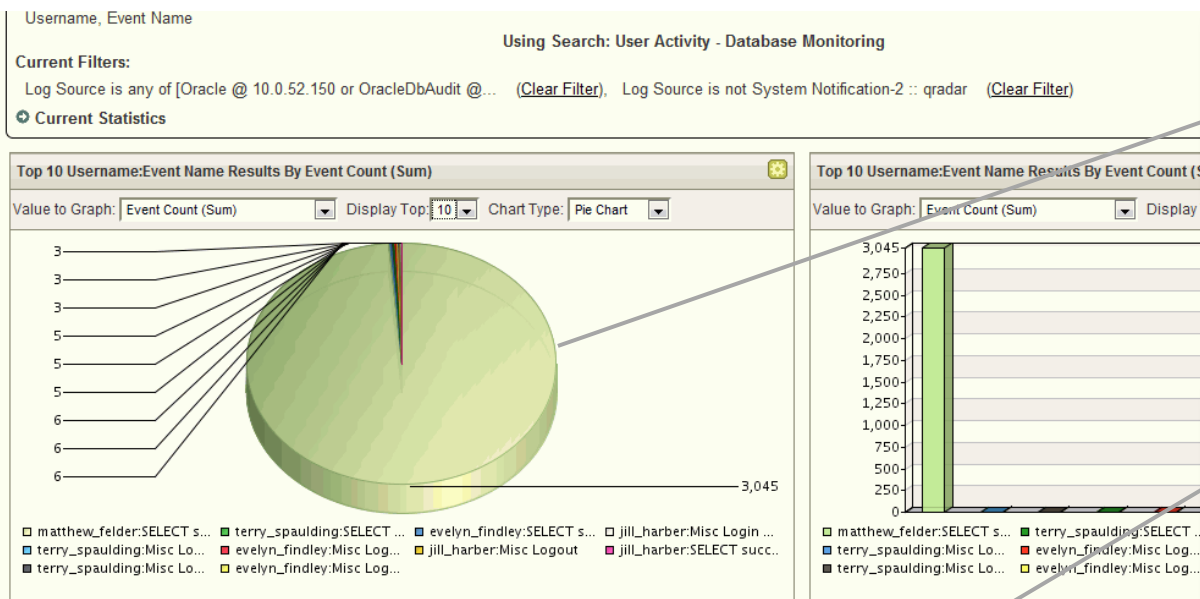 Username, Event Name
Using Search: User Activity - Database Monitoring
Current Filters:
Log Source is any of [Oracle @ 10.0.52.150 or OracleDbAudit @... (Clear Filter), Log Source is not System Notification-2 :: qradar (Clear Filter)
Current Statistics
Top 10 Username:Event Name Results By Event Count (Sum)
Value to Graph: Event Count (Sum) Display Top: 10 Chart Type: Pie Chart
3
3
3
5
5
5
6
6
6
3,045
matthew_felder:SELECT s... terry_spaulding:SELECT ... evelyn_findley:SELECT s... jill_harber:Misc Login ...
terry_spaulding:Misc Lo... evelyn_findley:Misc Log... jill_harber:Misc Logout jill_harber:SELECT succ..
terry_spaulding:Misc Lo... evelyn_findley:Misc Log...
Top 10 Username:Event Name Results By Event Count (S
Value to Graph: Event Count (Sum) Display
3,045
2,750
2,500
2,250
2,000
1,750
1,500
1,250
1,000
750
500
250
0
matthew_felder:SELECT s... terry_spaulding:SELECT ..
terry_spaulding:Misc Lo... evelyn_findley:Misc Log...
terry_spaulding:Misc Lo... evelyn_findley:Misc Log...